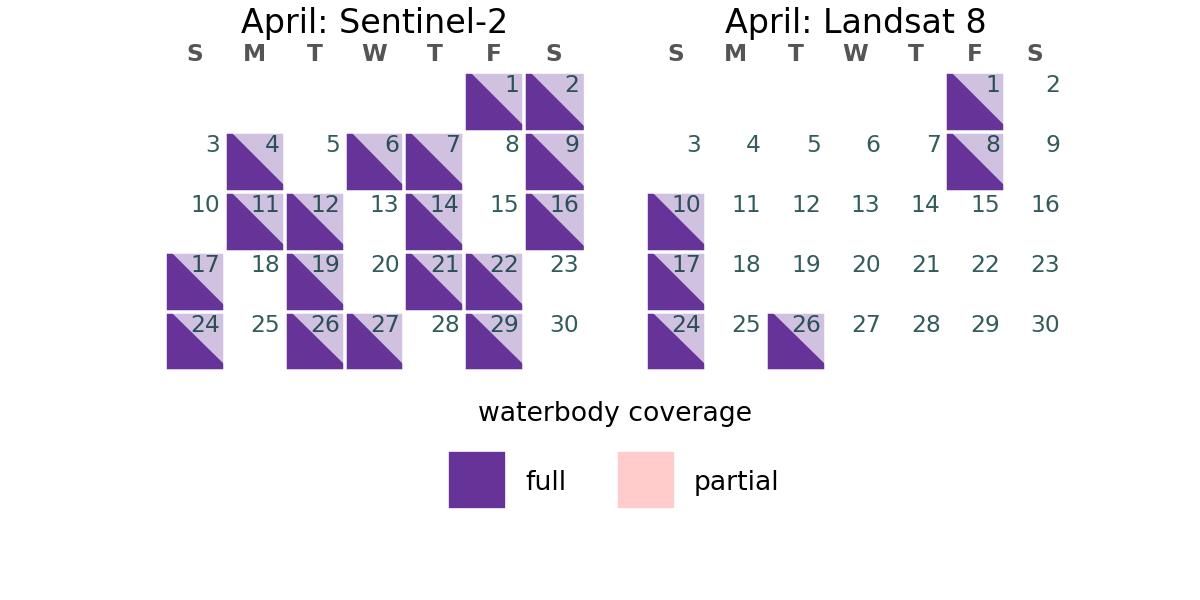 April: Sentinel-2
S M T W T F S
1 2
3 4 5 6 7 8 9
10 11 12 13 14 15 16
17 18 19 20 21 22 23
24 25 26 27 28 29 30
April: Landsat 8
S M T W T F S
1 2
3 4 5 6 7 8 9
10 11 12 13 14 15 16
17 18 19 20 21 22 23
24 25 26 27 28 29 30
waterbody coverage
full partial